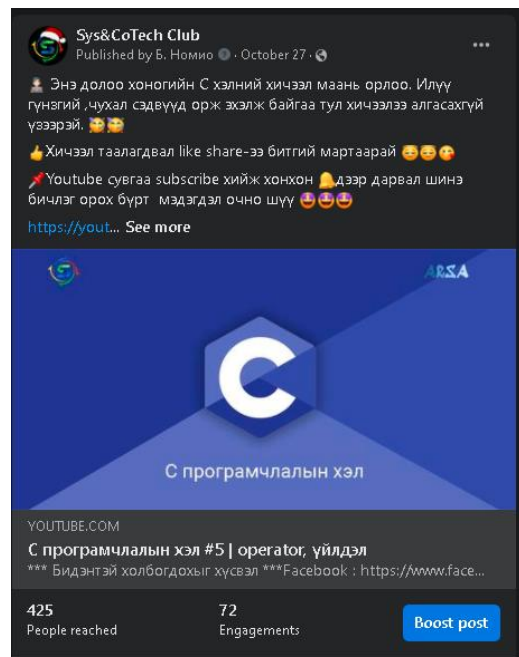 Sys&CoTech Club
Published by Б. Номио · October 27 ·
Энэ долоо хоногийн С хэлний хичээл маань орлоо. Илүү
гүнзгий ,чухал сэдвүүд орж эхэлж байгаа тул хичээлээ алгасахгүй
үзээрэй. 🥰🥰
👍Хичээл таалагдвал like share-ээ битгий мартаарай 😇😇😘
📌Youtube сувгаа subscribe хийж хонхон 🔔дээр дарвал шинэ
бичлэг орох бүрт мэдэгдэл очно шүү 🤩🤩🤩
https://yout... See more
ARSA
C
С програмчлалын хэл
YOUTUBE.COM
С програмчлалын хэл #5 | operator, үйлдэл
*** Бидэнтэй холбогдохыг хүсвэл ***Facebook : https://www.face...
425
People reached
72
Engagements
Boost post